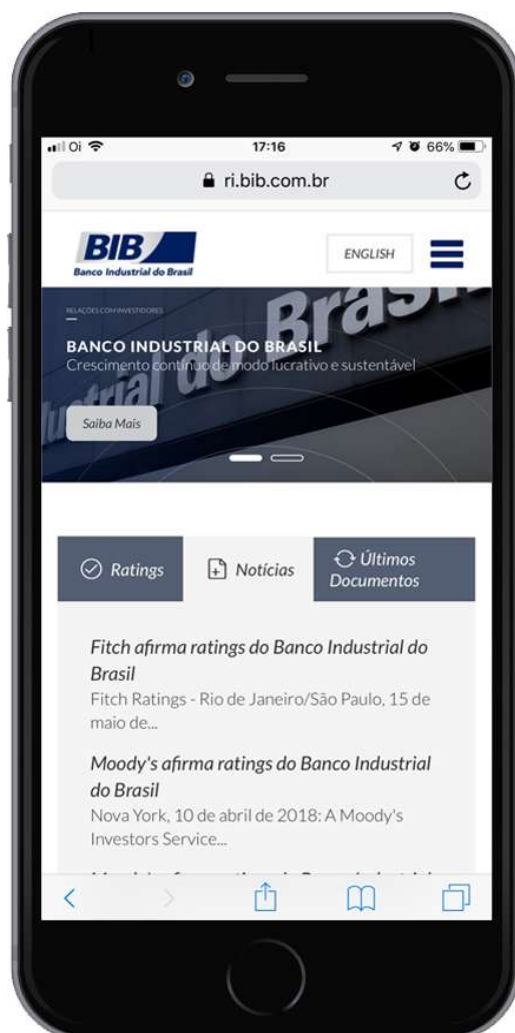 Oi 17:16 66%
ri.bib.com.br
BIB
Banco Industrial do Brasil
ENGLISH
RELAÇÕES COM INVESTIDORES
BANCO INDUSTRIAL DO BRASIL
Crescimento contínuo de modo lucrativo e sustentável
Saiba Mais
Ratings
Notícias
Últimos
Documentos
Fitch afirma ratings do Banco Industrial do
Brasil
Fitch Ratings - Rio de Janeiro/São Paulo, 15 de
maio de...
Moody's afirma ratings do Banco Industrial
do Brasil
Nova York, 10 de abril de 2018: A Moody's
Investors Service...